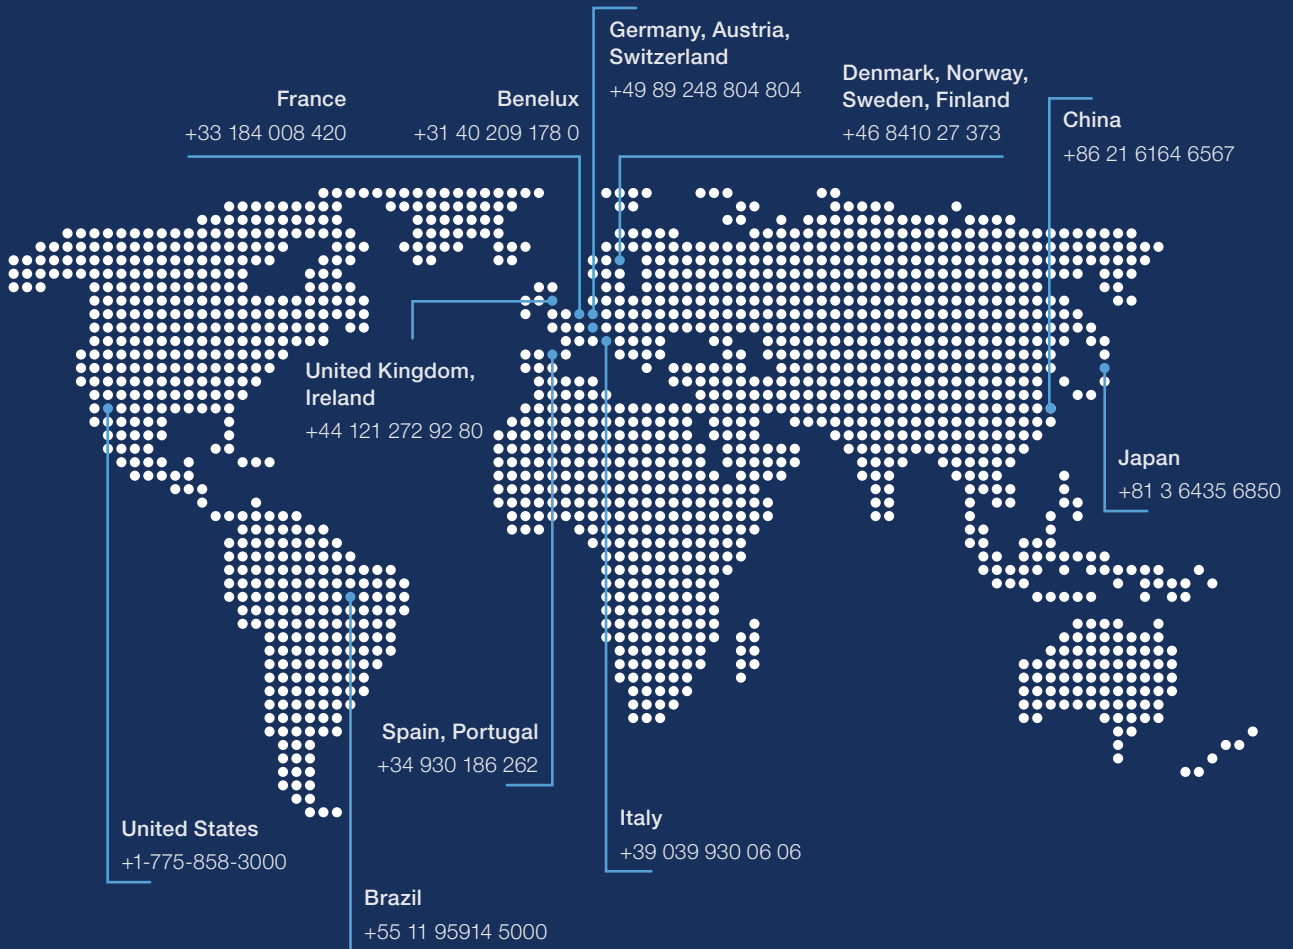 Germany, Austria,
Switzerland
+49 89 248 804 804
Denmark, Norway,
Sweden, Finland
+46 8410 27 373
France
+33 184 008 420
Benelux
+31 40 209 178 0
China
+86 21 6164 6567
United Kingdom,
Ireland
+44 121 272 92 80
Japan
+81 3 6435 6850
Spain, Portugal
+34 930 186 262
Italy
+39 039 930 06 06
United States
+1-775-858-3000
Brazil
+55 11 95914 5000